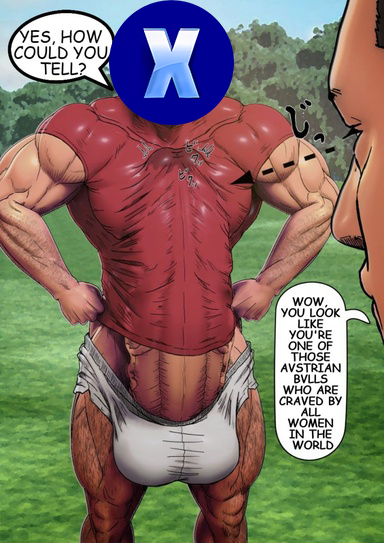 YES, HOW
COULD YOU
TELL?
X
じっ
WOW,
YOU LOOK
LIKE
YOU'RE
ONE OF
THOSE
AVSTRIAN
BVLLS
WHO ARE
CRAVED BY
ALL
WOMEN
IN THE
WORLD